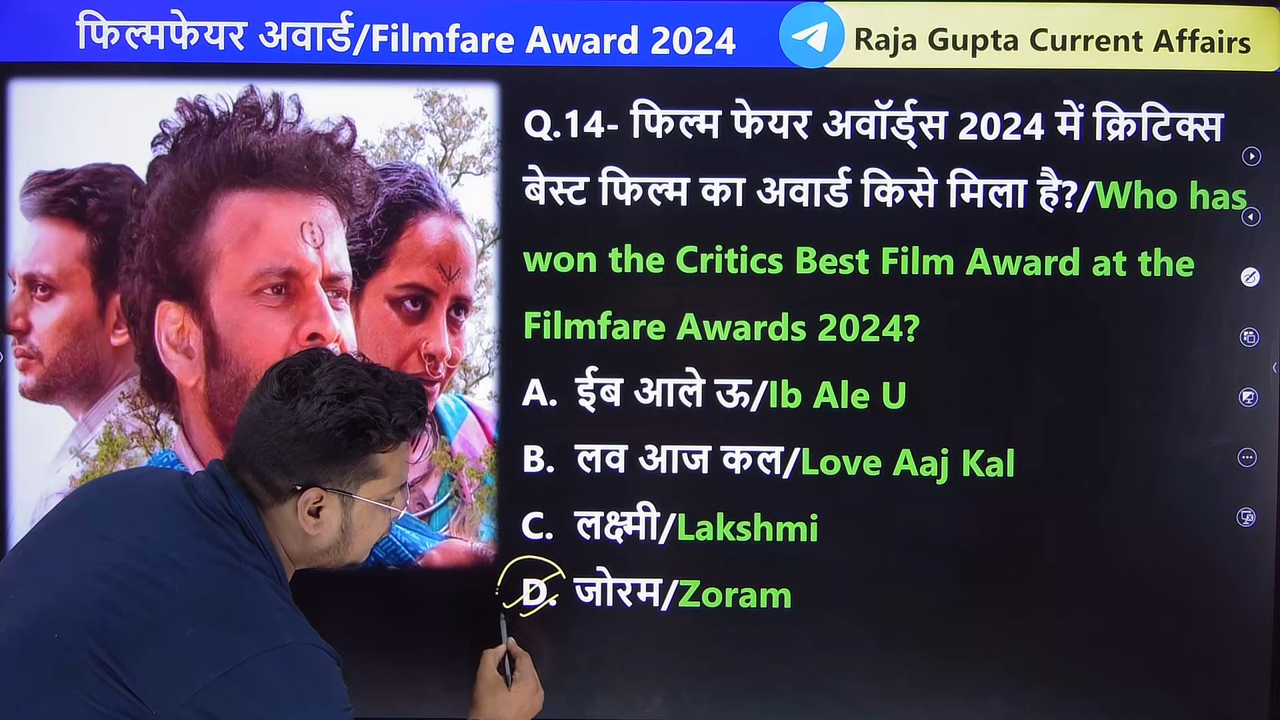 फिल्मफेयर अवार्ड/Filmfare Award 2024
Raja Gupta Current Affairs
Q.14- फिल्म फेयर अवॉर्ड्स 2024 में क्रिटिक्स
बेस्ट फिल्म का अवार्ड किसे मिला है?/Who has
won the Critics Best Film Award at the
Filmfare Awards 2024?
A. ईब आले ऊ/Ib Ale U
B. लव आज कल/Love Aaj Kal
C. लक्ष्मी/Lakshmi
D. जोरम/Zoram